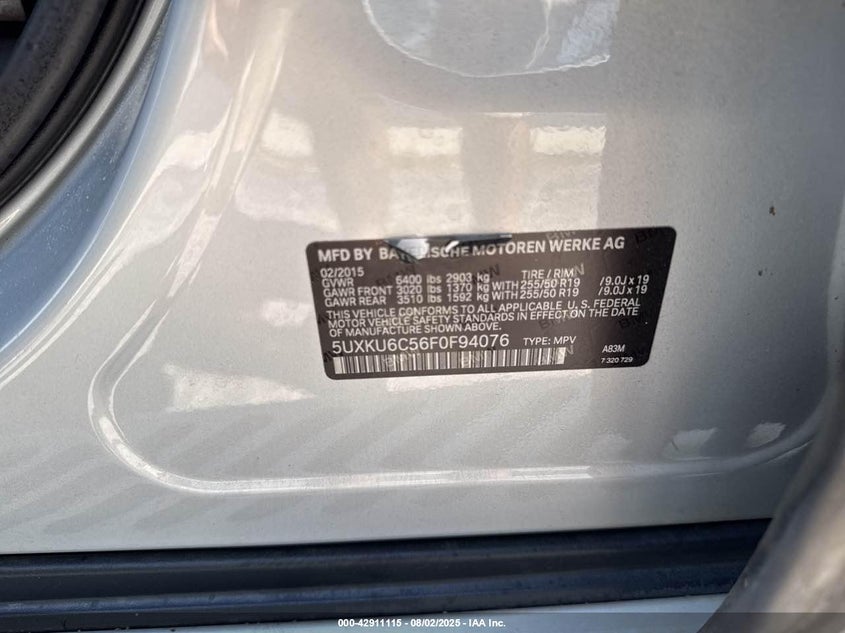 MFD BY BAYERISCHE MOTOREN WERKE AG
02/2015 TIRE / RIM
GVWR 6400 lbs 2903 kg
GAWR FRONT 3020 lbs 1370 kg WITH 255/50 R19 /9.0J x 19
GAWR REAR 3510 lbs 1592 kg WITH 255/50 R19 /9.0J x 19
THIS VEHICLE CONFORMS TO ALL APPLICABLE U. S. FEDERAL
MOTOR VEHICLE SAFETY STANDARDS IN EFFECT ON THE DATE OF
MANUFACTURE SHOWN ABOVE.
5UXKU6C56F0F94076 TYPE: MPV A83M
7 320 729
000-42911115 - 08/02/2025 - IAA Inc.